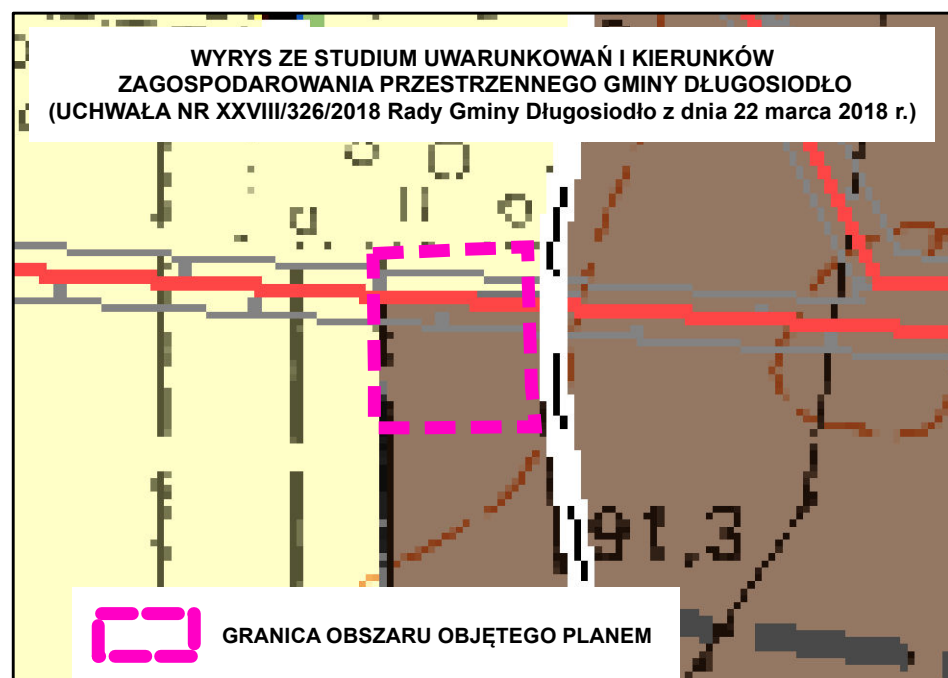 WYRYS ZE STUDIUM UWARUNKOWAŃ I KIERUNKÓW
ZAGOSPODAROWANIA PRZESTRZENNEGO GMINY DŁUGOSIODŁO
(UCHWAŁA NR XXVIII/326/2018 Rady Gminy Długosiodło z dnia 22 marca 2018 r.)
91,3
GRANICA OBSZARU OBJĘTEGO PLANEM